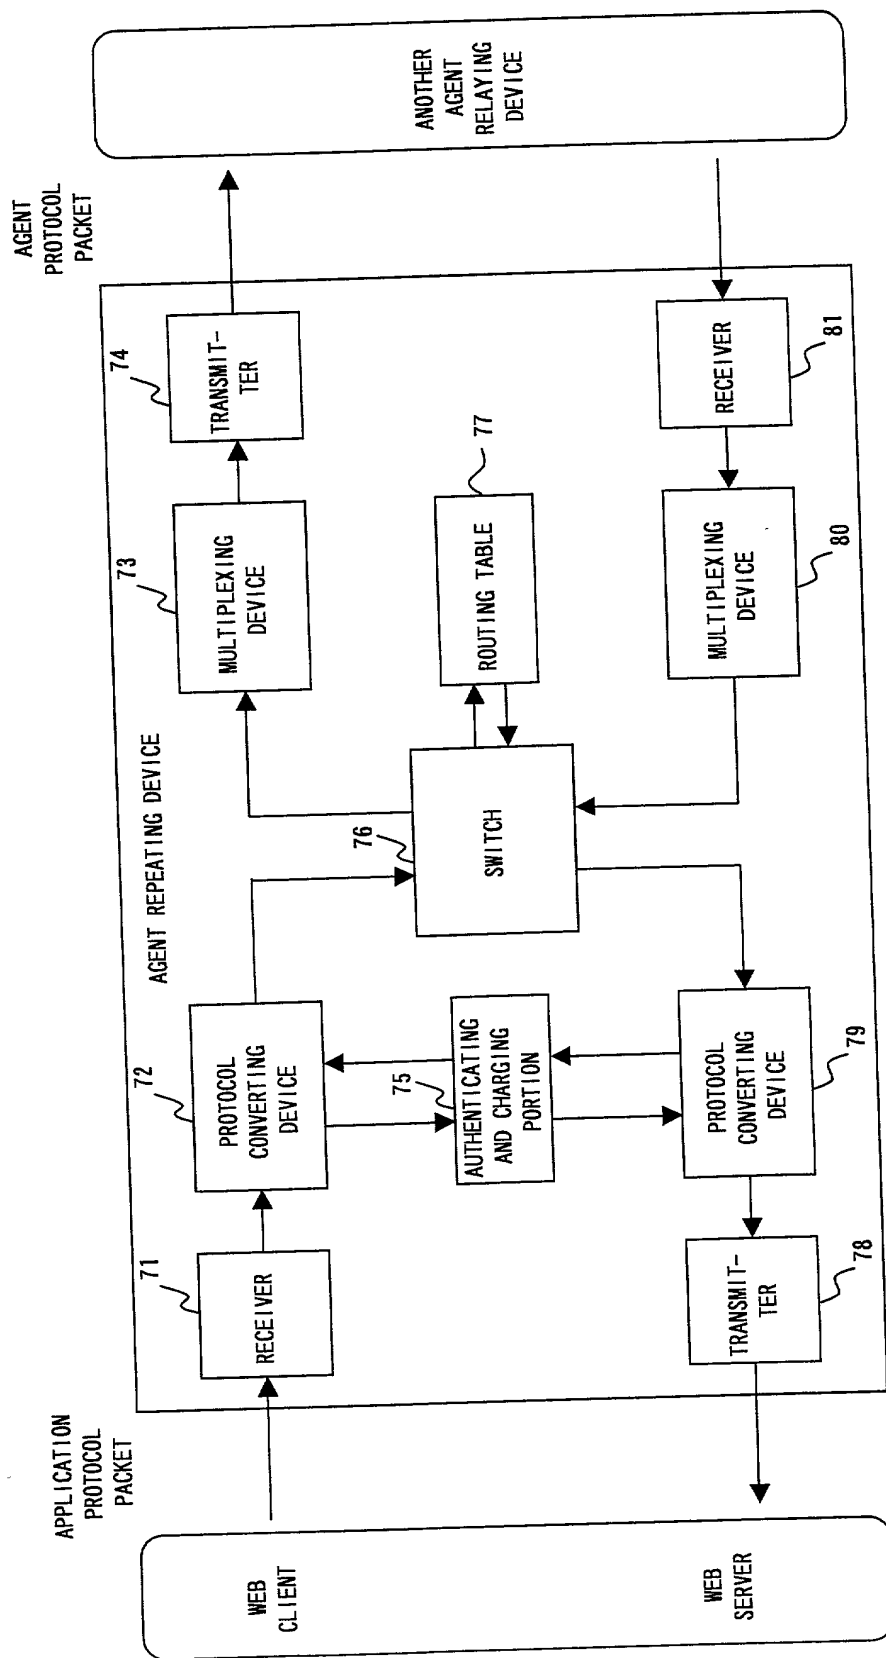 APPLICATION
PROTOCOL
PACKET
AGENT
PROTOCOL
PACKET
AGENT REPEATING DEVICE
WEB
CLIENT
71
RECEIVER
72
PROTOCOL
CONVERTING
DEVICE
73
MULTIPLEXING
DEVICE
74
TRANSMIT-
TER
ANOTHER
AGENT
RELAYING
DEVICE
75
AUTHENTICATING
AND CHARGING
PORTION
76
SWITCH
77
ROUTING TABLE
WEB
SERVER
TRANSMIT-
TER
78
PROTOCOL
CONVERTING
DEVICE
79
MULTIPLEXING
DEVICE
80
RECEIVER
81